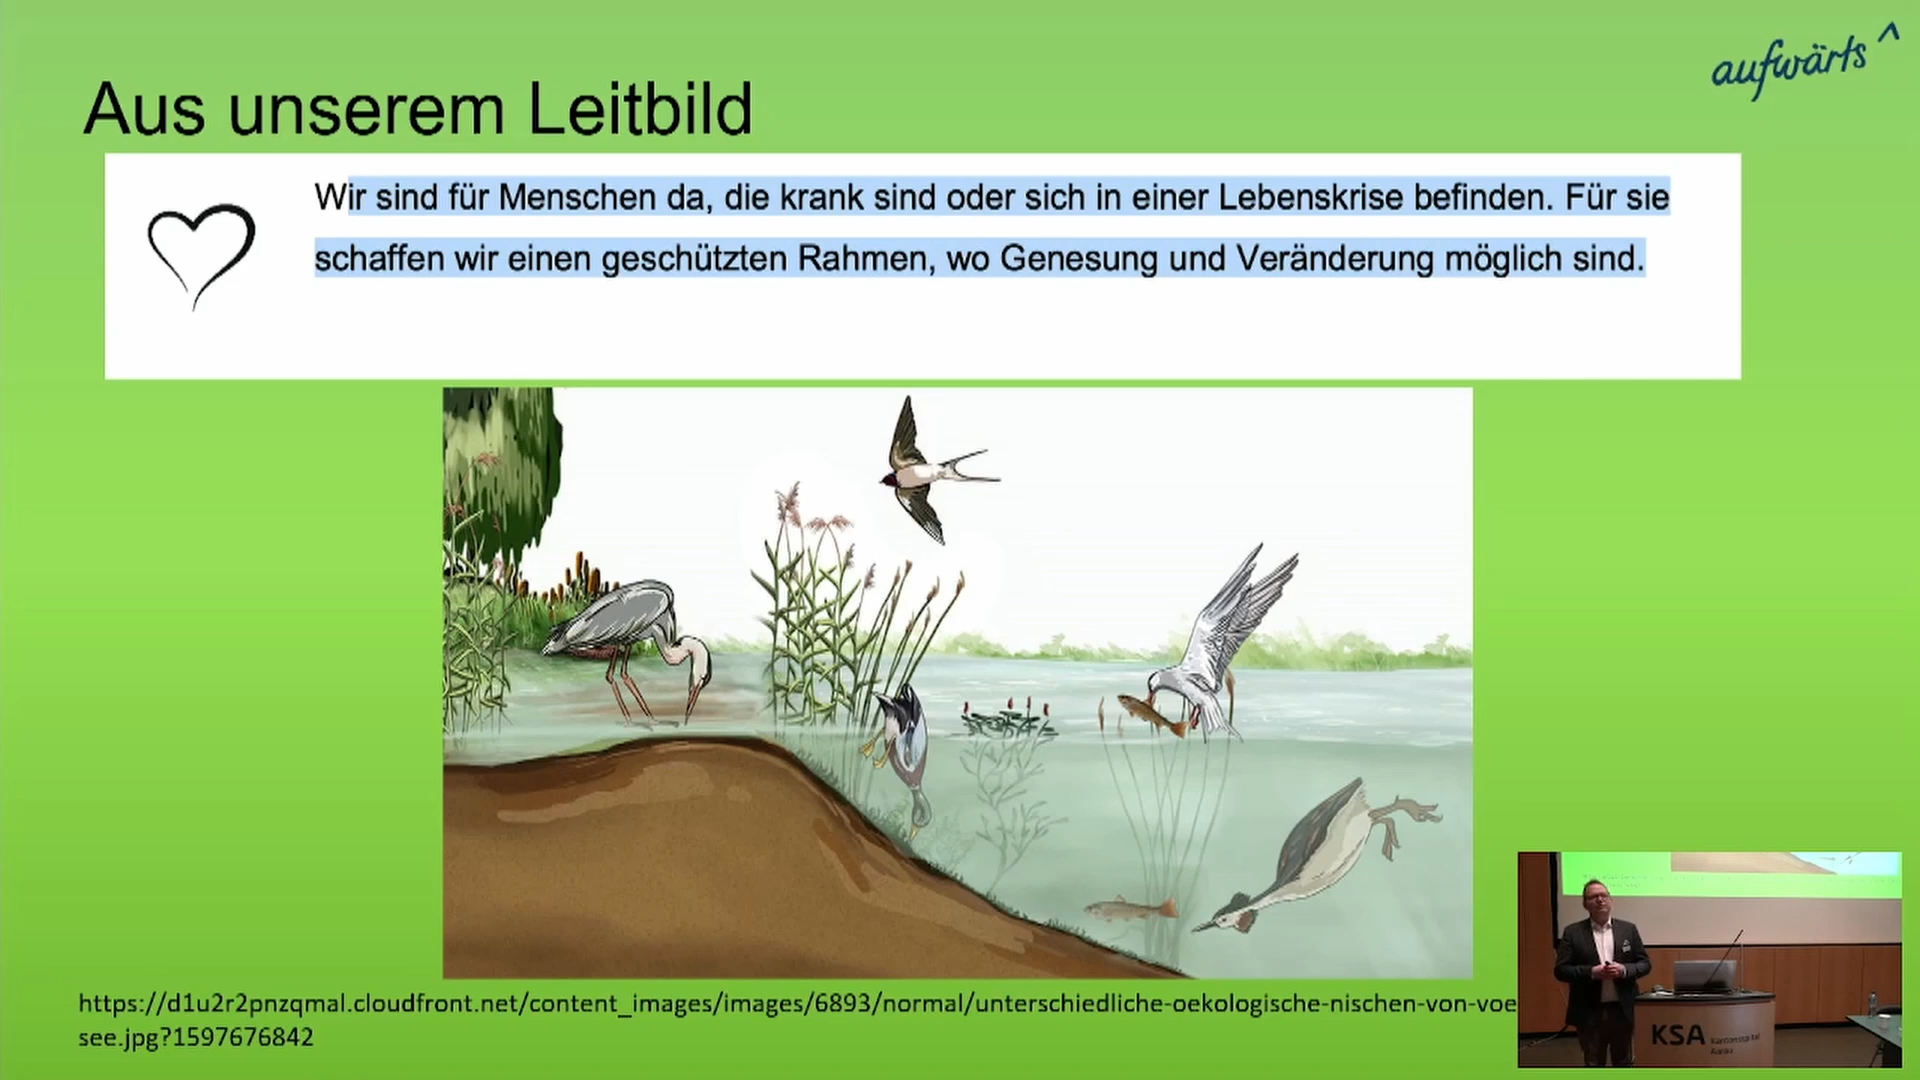 aufwärts ^
Aus unserem Leitbild
Wir sind für Menschen da, die krank sind oder sich in einer Lebenskrise befinden. Für sie
schaffen wir einen geschützten Rahmen, wo Genesung und Veränderung möglich sind.
https://d1u2r2pnzqmal.cloudfront.net/content_images/images/6893/normal/unterschiedliche-oekologische-nischen-von-voe
see.jpg?1597676842
KSA Kantonsspital
Aarau